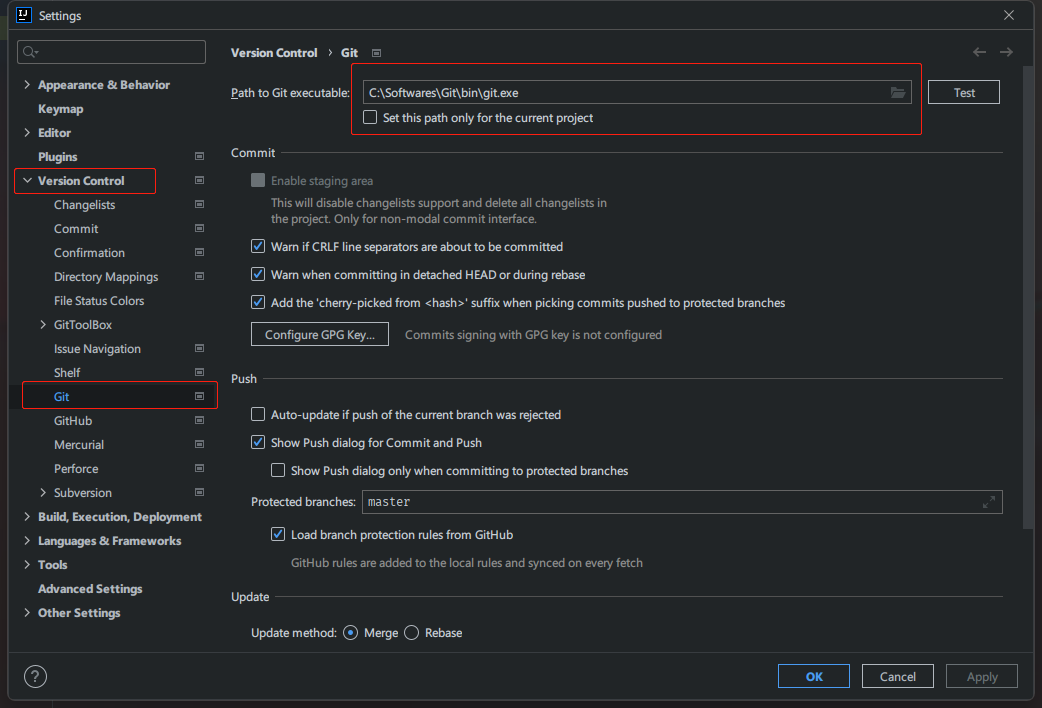 IJ Settings
Version Control › Git
Appearance & Behavior
Keymap
Editor
Plugins
Version Control
Changelists
Commit
Confirmation
Directory Mappings
File Status Colors
GitToolBox
Issue Navigation
Shelf
Git
GitHub
Mercurial
Perforce
Subversion
Build, Execution, Deployment
Languages & Frameworks
Tools
Advanced Settings
Other Settings
Path to Git executable: C:\Softwares\Git\bin\git.exe Test
Set this path only for the current project
Commit
Enable staging area
This will disable changelists support and delete all changelists in
the project. Only for non-modal commit interface.
Warn if CRLF line separators are about to be committed
Warn when committing in detached HEAD or during rebase
Add the 'cherry-picked from <hash>' suffix when picking commits pushed to protected branches
Configure GPG Key... Commits signing with GPG key is not configured
Push
Auto-update if push of the current branch was rejected
Show Push dialog for Commit and Push
Show Push dialog only when committing to protected branches
Protected branches: master
Load branch protection rules from GitHub
GitHub rules are added to the local rules and synced on every fetch
Update
Update method: Merge Rebase
? OK Cancel Apply